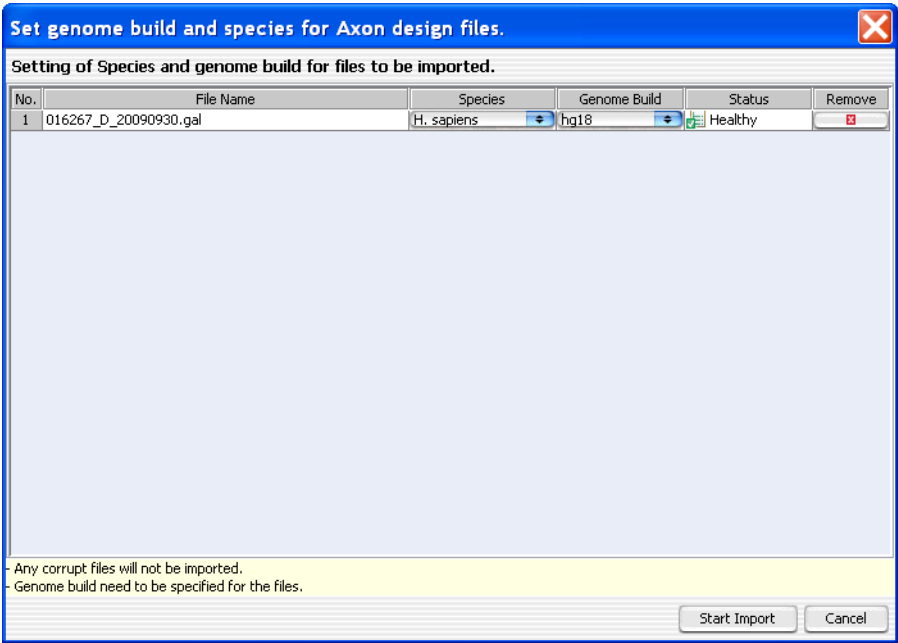 Set genome build and species for Axon design files.
Setting of Species and genome build for files to be imported.
No. File Name Species Genome Build Status Remove
1 016267_D_20090930.gal H. sapiens hg18 Healthy
- Any corrupt files will not be imported.
- Genome build need to be specified for the files.
Start Import Cancel